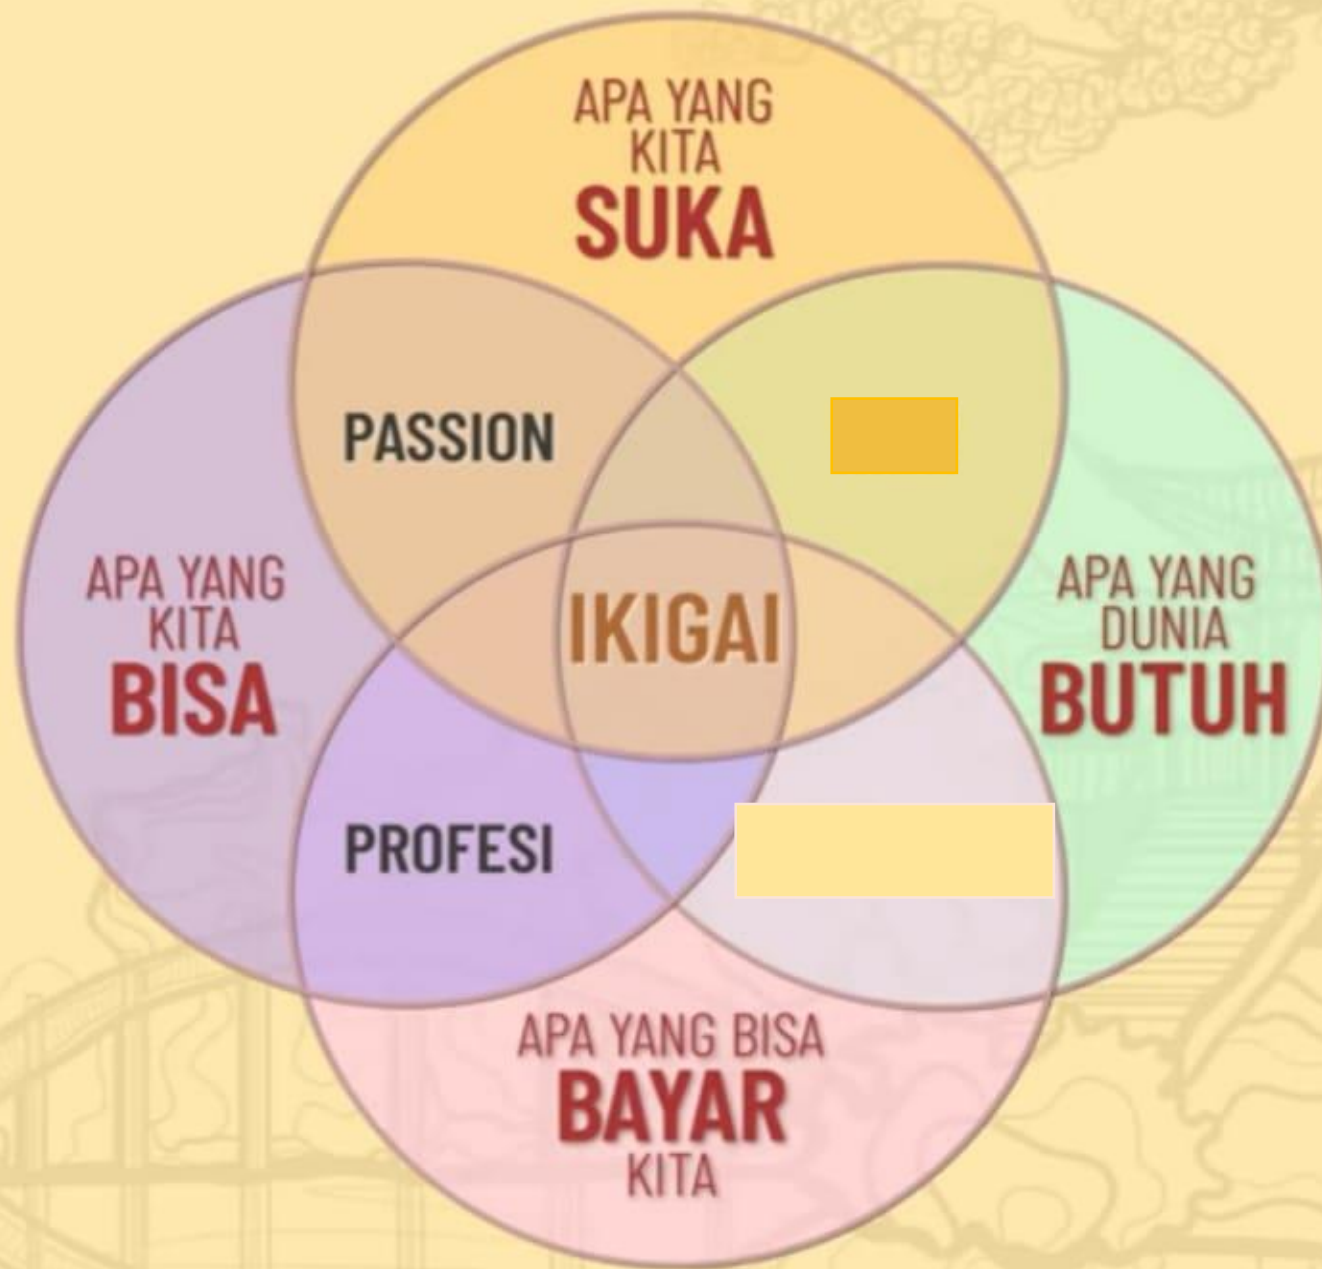 APA YANG
KITA
SUKA
PASSION
APA YANG
KITA
BISA
IKIGAI
APA YANG
DUNIA
BUTUH
PROFESI
APA YANG BISA
BAYAR
KITA